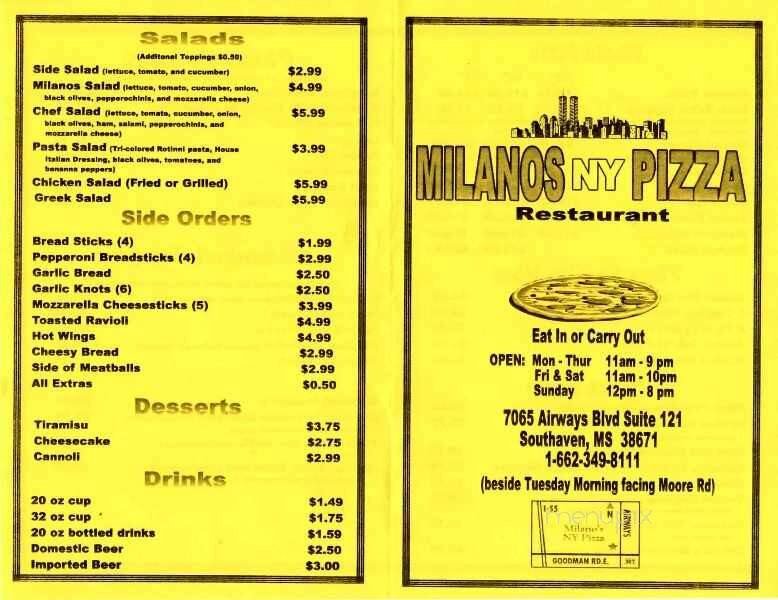 Salads
(Additonal Toppings $0.50)
Side Salad (lettuce, tomato, and cucumber) $2.99
Milanos Salad (lettuce, tomato, cucumber, onion, $4.99
black olives, pepperochinis, and mozzarella cheese)
Chef Salad (lettuce, tomato, cucumber, onion, $5.99
black olives, ham, salami, pepperochinis, and
mozzarella cheese)
Pasta Salad (Tri-colored Rotinni pasta, House $3.99
Italian Dressing, black olives, tomatoes, and
bananna peppers)
Chicken Salad (Fried or Grilled) $5.99
Greek Salad $5.99
Side Orders
Bread Sticks (4) $1.99
Pepperoni Breadsticks (4) $2.99
Garlic Bread $2.50
Garlic Knots (6) $2.50
Mozzarella Cheesesticks (5) $3.99
Toasted Ravioli $4.99
Hot Wings $4.99
Cheesy Bread $2.99
Side of Meatballs $2.99
All Extras $0.50
Desserts
Tiramisu $3.75
Cheesecake $2.75
Cannoli $2.99
Drinks
20 oz cup $1.49
32 oz cup $1.75
20 oz bottled drinks $1.59
Domestic Beer $2.50
Imported Beer $3.00
MILANOS NY PIZZA
Restaurant
Eat In or Carry Out
OPEN: Mon - Thur 11am - 9 pm
Fri & Sat 11am - 10pm
Sunday 12pm - 8 pm
7065 Airways Blvd Suite 121
Southaven, MS 38671
1-662-349-8111
(beside Tuesday Morning facing Moore Rd)
I-55
N
AIRWAYS
menupix
Milano's
NY Pizza
GOODMAN RD.E.